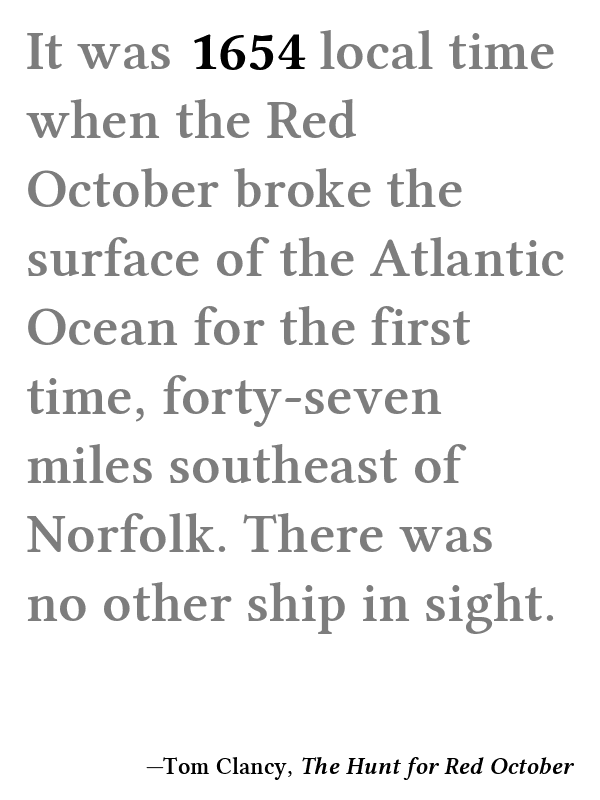 It was 1654 local time
when the Red
October broke the
surface of the Atlantic
Ocean for the first
time, forty-seven
miles southeast of
Norfolk. There was
no other ship in sight.
—Tom Clancy, The Hunt for Red October